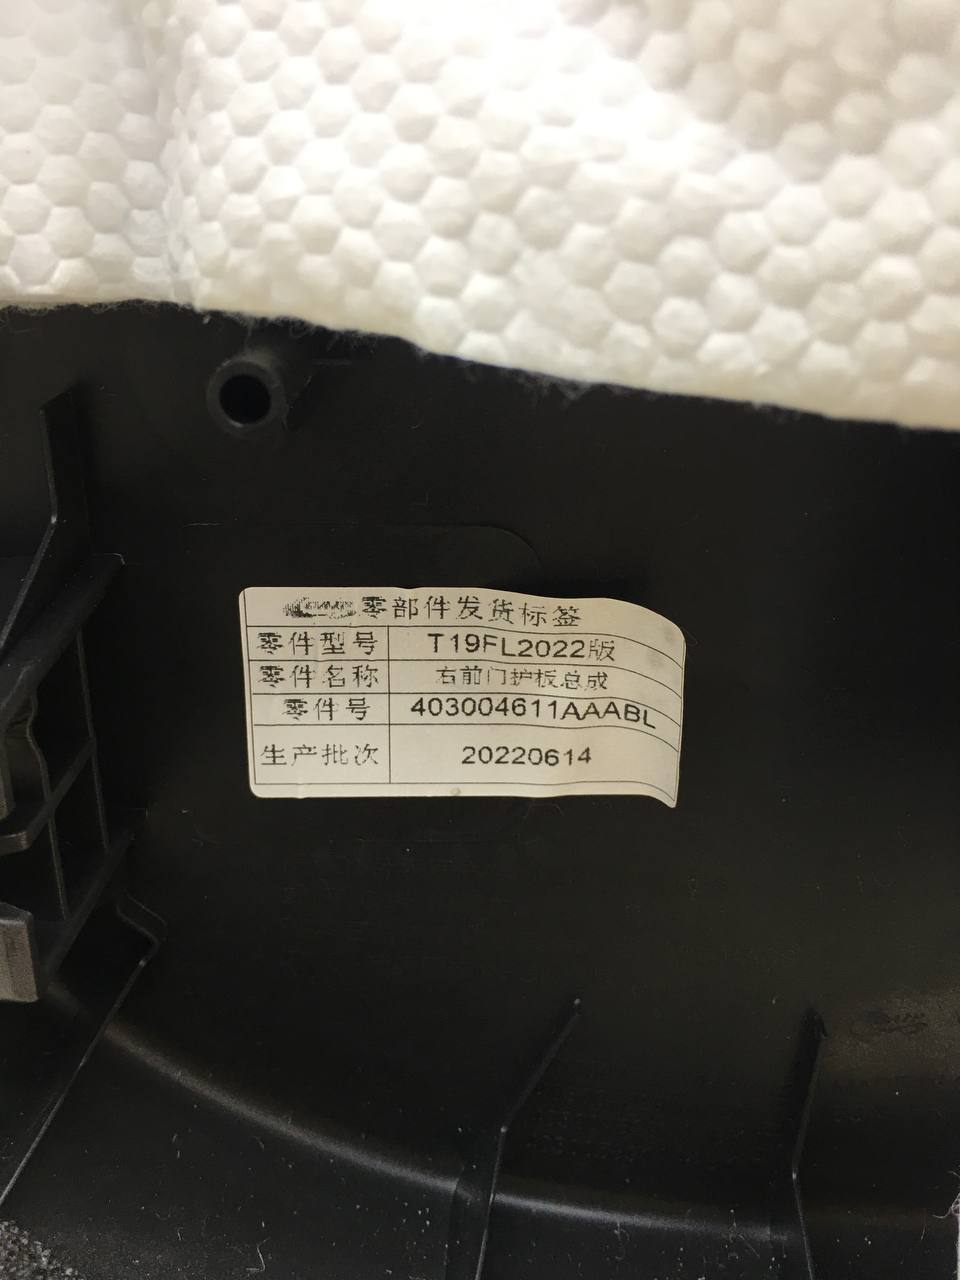 零部件发货标签
零件型号 T19FL2022版
零件名称 右前门护板总成
零件号 403004611AAABL
生产批次 20220614